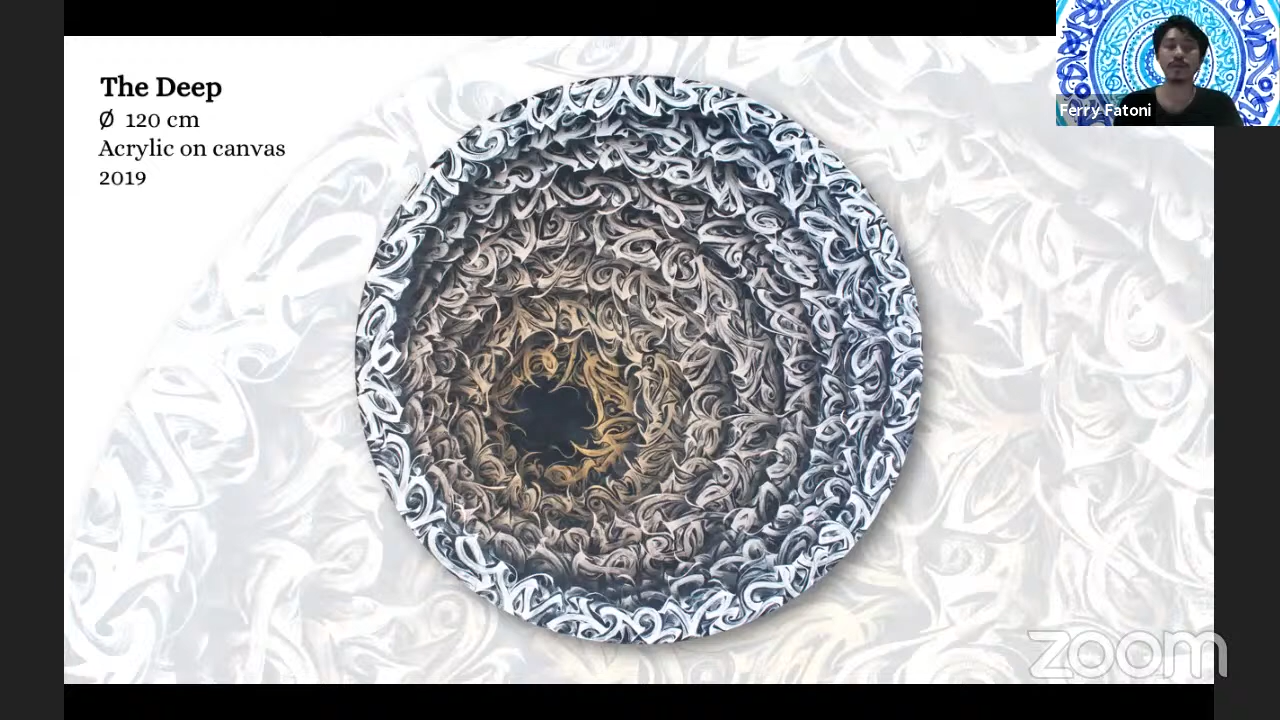 The Deep
Ø 120 cm
Acrylic on canvas
2019
Ferry Fatoni
zoom